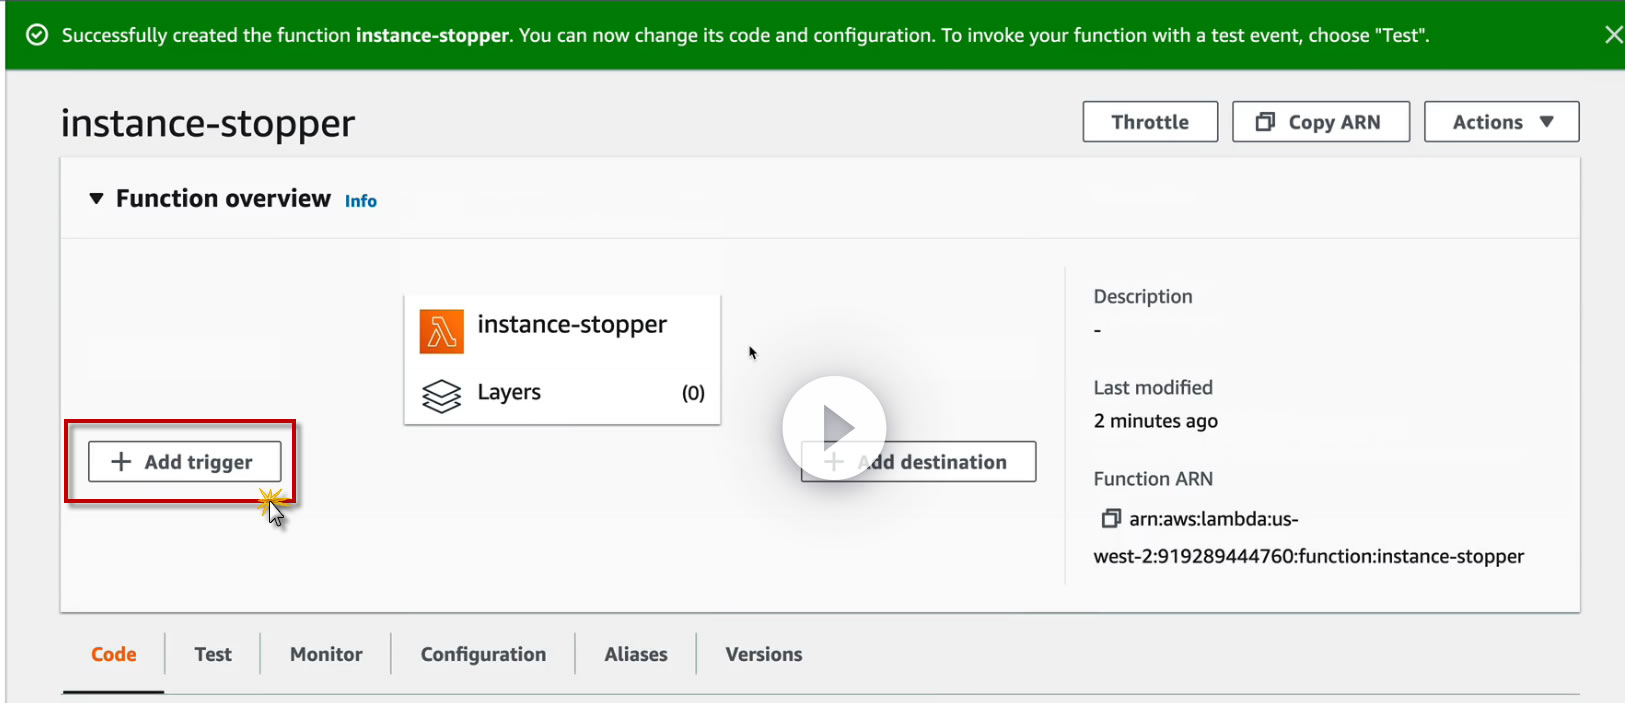 Successfully created the function instance-stopper. You can now change its code and configuration. To invoke your function with a test event, choose "Test".
instance-stopper
Throttle
Copy ARN
Actions
Function overview Info
instance-stopper
Layers (0)
Add trigger
Add destination
Description
-
Last modified
2 minutes ago
Function ARN
arn:aws:lambda:us-
west-2:919289444760:function:instance-stopper
Code
Test
Monitor
Configuration
Aliases
Versions